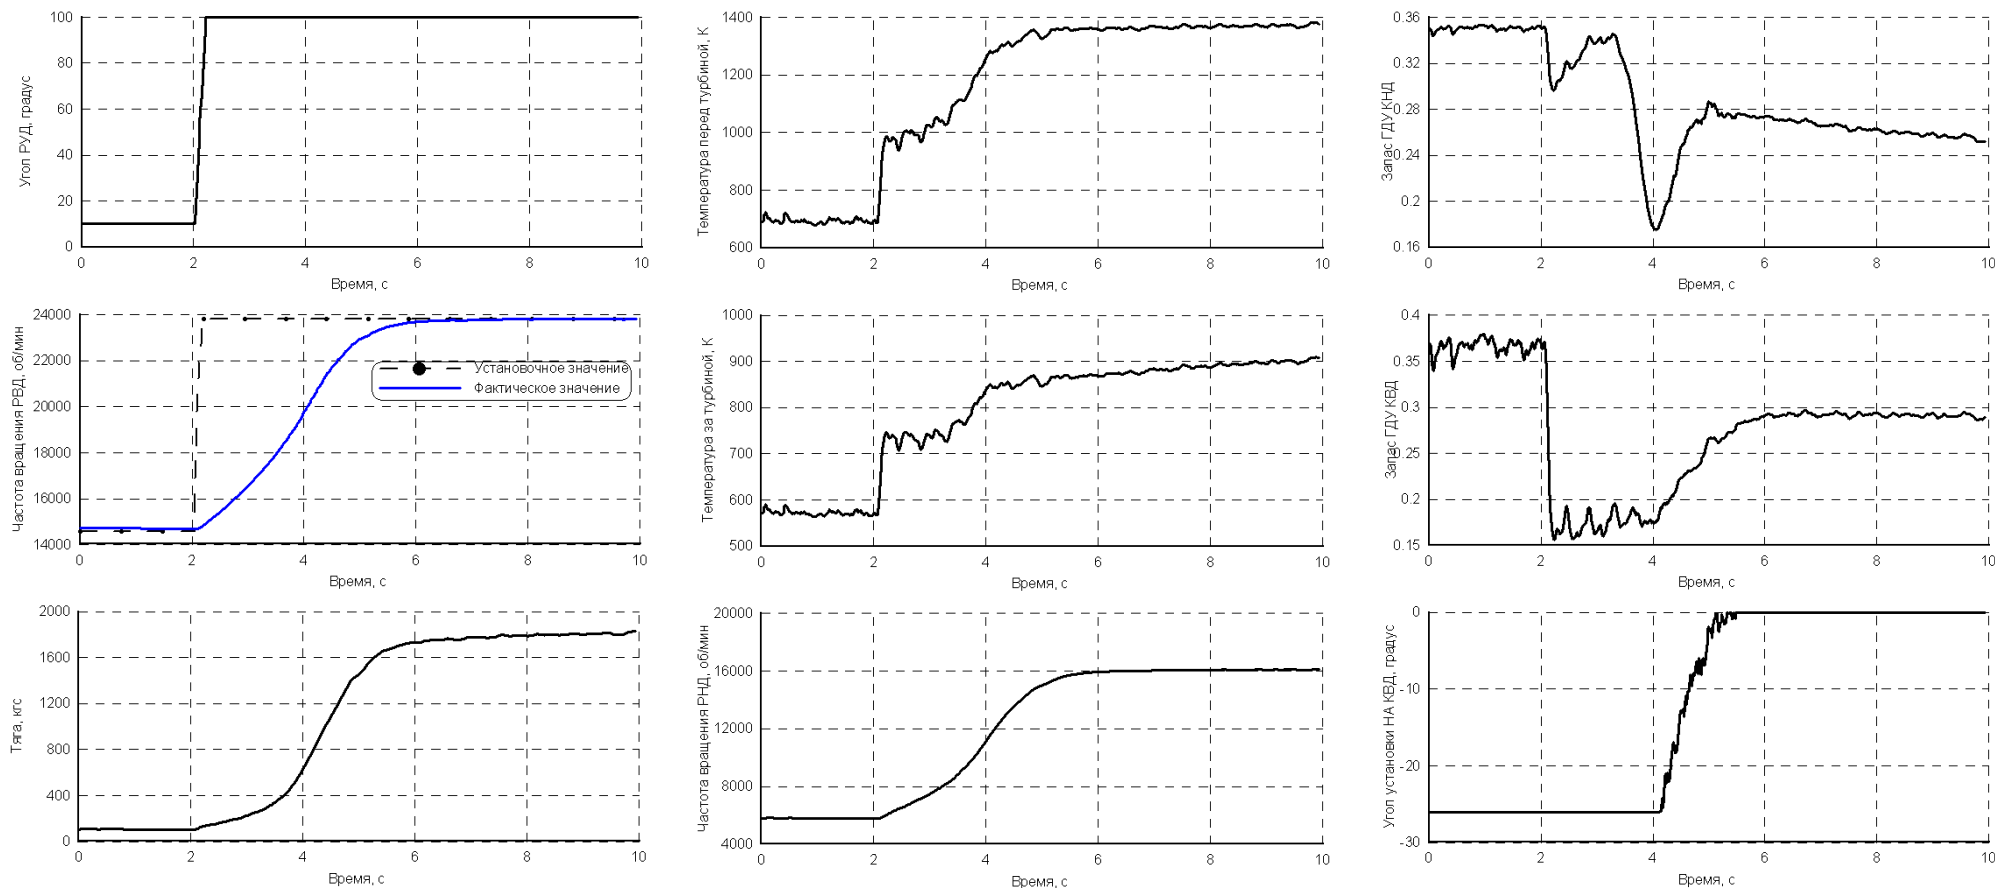 Угол РУД, градус
100
80
60
40
20
0
0 2 4 6 8 10
Время, с
Температура перед турбиной, К
1400
1200
1000
800
600
0 2 4 6 8 10
Время, с
Запас ГДУ КНД
0.36
0.32
0.28
0.24
0.2
0.16
0 2 4 6 8 10
Время, с
Частота вращения РВД, об/мин
24000
22000
20000
18000
16000
14000
Установочное значение
Фактическое значение
0 2 4 6 8 10
Время, с
Температура за турбиной, К
1000
900
800
700
600
500
0 2 4 6 8 10
Время, с
Запас ГДУ КВД
0.4
0.35
0.3
0.25
0.2
0.15
0 2 4 6 8 10
Время, с
Тяга, кгс
2000
1600
1200
800
400
0
0 2 4 6 8 10
Время, с
Частота вращения РНД, об/мин
20000
16000
12000
8000
4000
0 2 4 6 8 10
Время, с
Угол установки НА КВД, градус
0
-10
-20
-30
0 2 4 6 8 10
Время, с